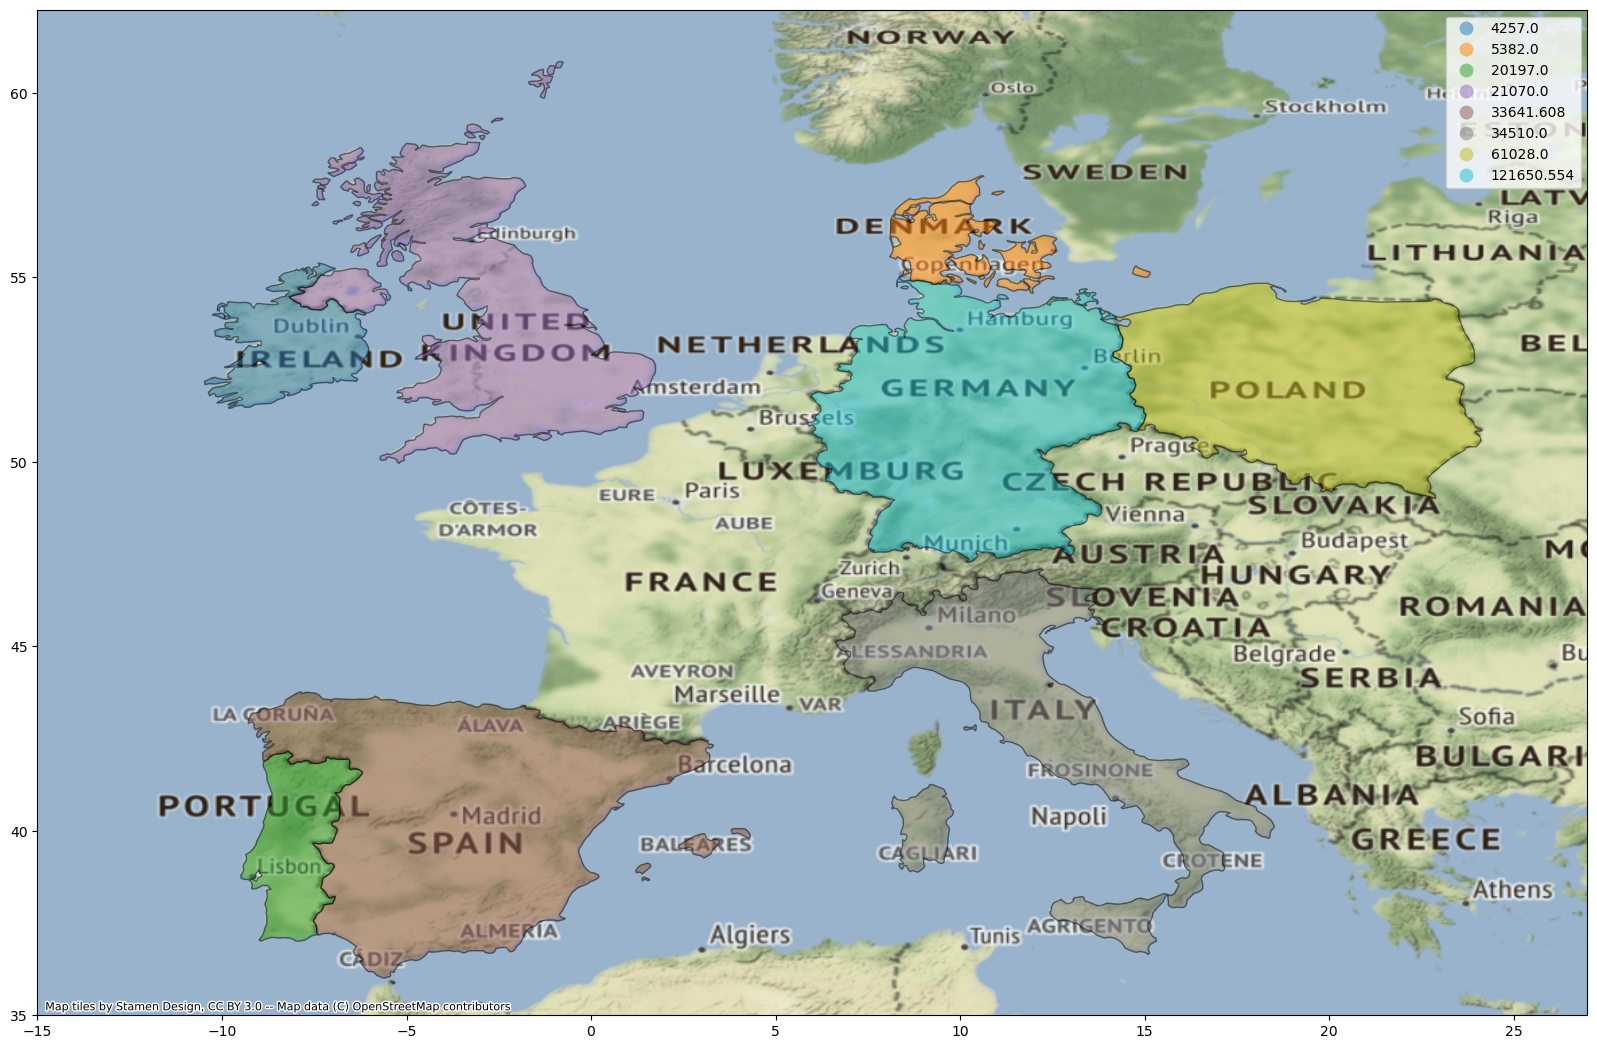 NORWAY
4257.0
5382.0
20197.0
21070.0
33641.608
34510.0
61028.0
121650.554
60
Oslo
Stockholm
SWEDEN
LATV
Riga
DENMARK
Edinburgh
LITHUANIA
Copenhagen
55
Dublin
UNITED
KINGDOM
IRELAND
Hamburg
NETHERLANDS
BEL
Berlin
Amsterdam
GERMANY
POLAND
Brussels
Prague
50
LUXEMBURG
CZECH REPUBLIC
EURE
Paris
SLOVAKIA
CÔTES-
D'ARMOR
AUBE
Vienna
Munich
Budapest
AUSTRIA
Zurich
FRANCE
HUNGARY
Geneva
SLOVENIA
ROMANIA
Milano
CROATIA
45
ALESSANDRIA
Belgrade
AVEYRON
SERBIA
Marseille
VAR
ITALY
LA CORUÑA
ÁLAVA
ARIÈGE
Sofia
BULGARI
Barcelona
FROSINONE
ALBANIA
PORTUGAL
Madrid
Napoli
40
SPAIN
BALEARES
CAGLIARI
GREECE
CROTENE
Lisbon
Athens
ALMERÍA
Algiers
AGRIGENTO
Tunis
CÁDIZ
Map tiles by Stamen Design, CC BY 3.0 -- Map data (C) OpenStreetMap contributors
35
−15
−10
−5
0
5
10
15
20
25